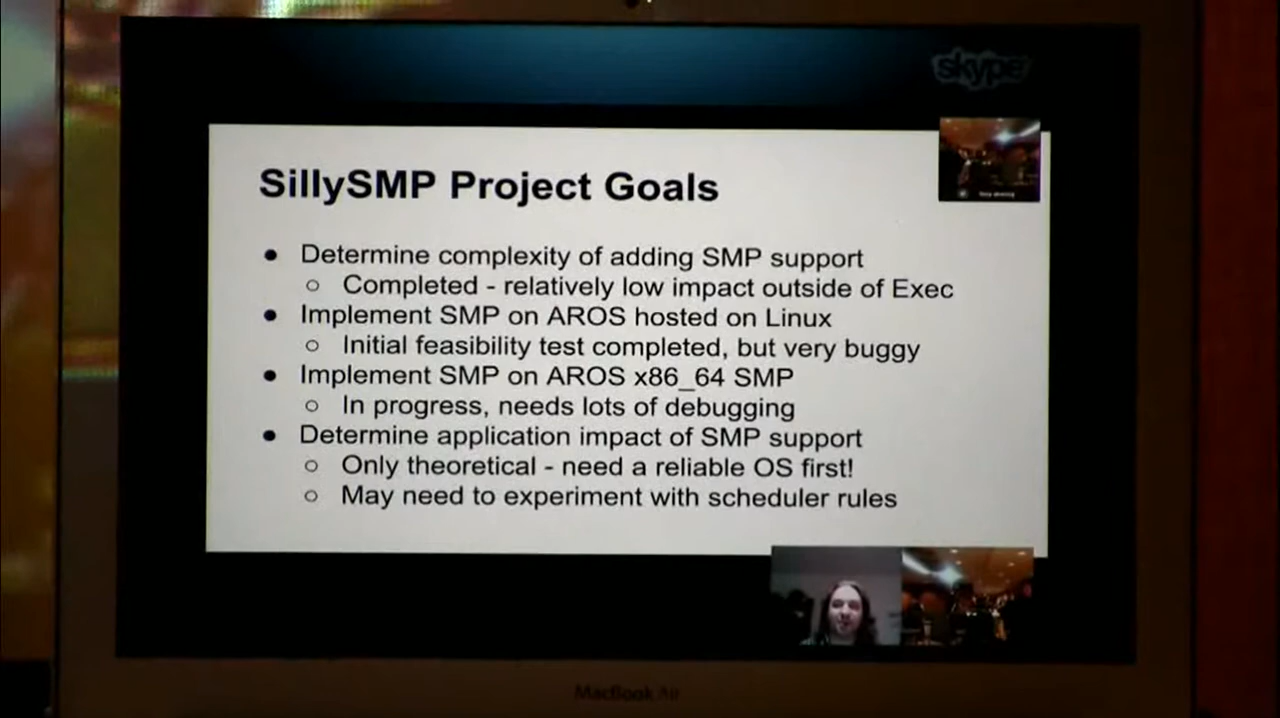 skype
SillySMP Project Goals
● Determine complexity of adding SMP support
○ Completed - relatively low impact outside of Exec
● Implement SMP on AROS hosted on Linux
○ Initial feasibility test completed, but very buggy
● Implement SMP on AROS x86_64 SMP
○ In progress, needs lots of debugging
● Determine application impact of SMP support
○ Only theoretical - need a reliable OS first!
○ May need to experiment with scheduler rules
MacBook Air